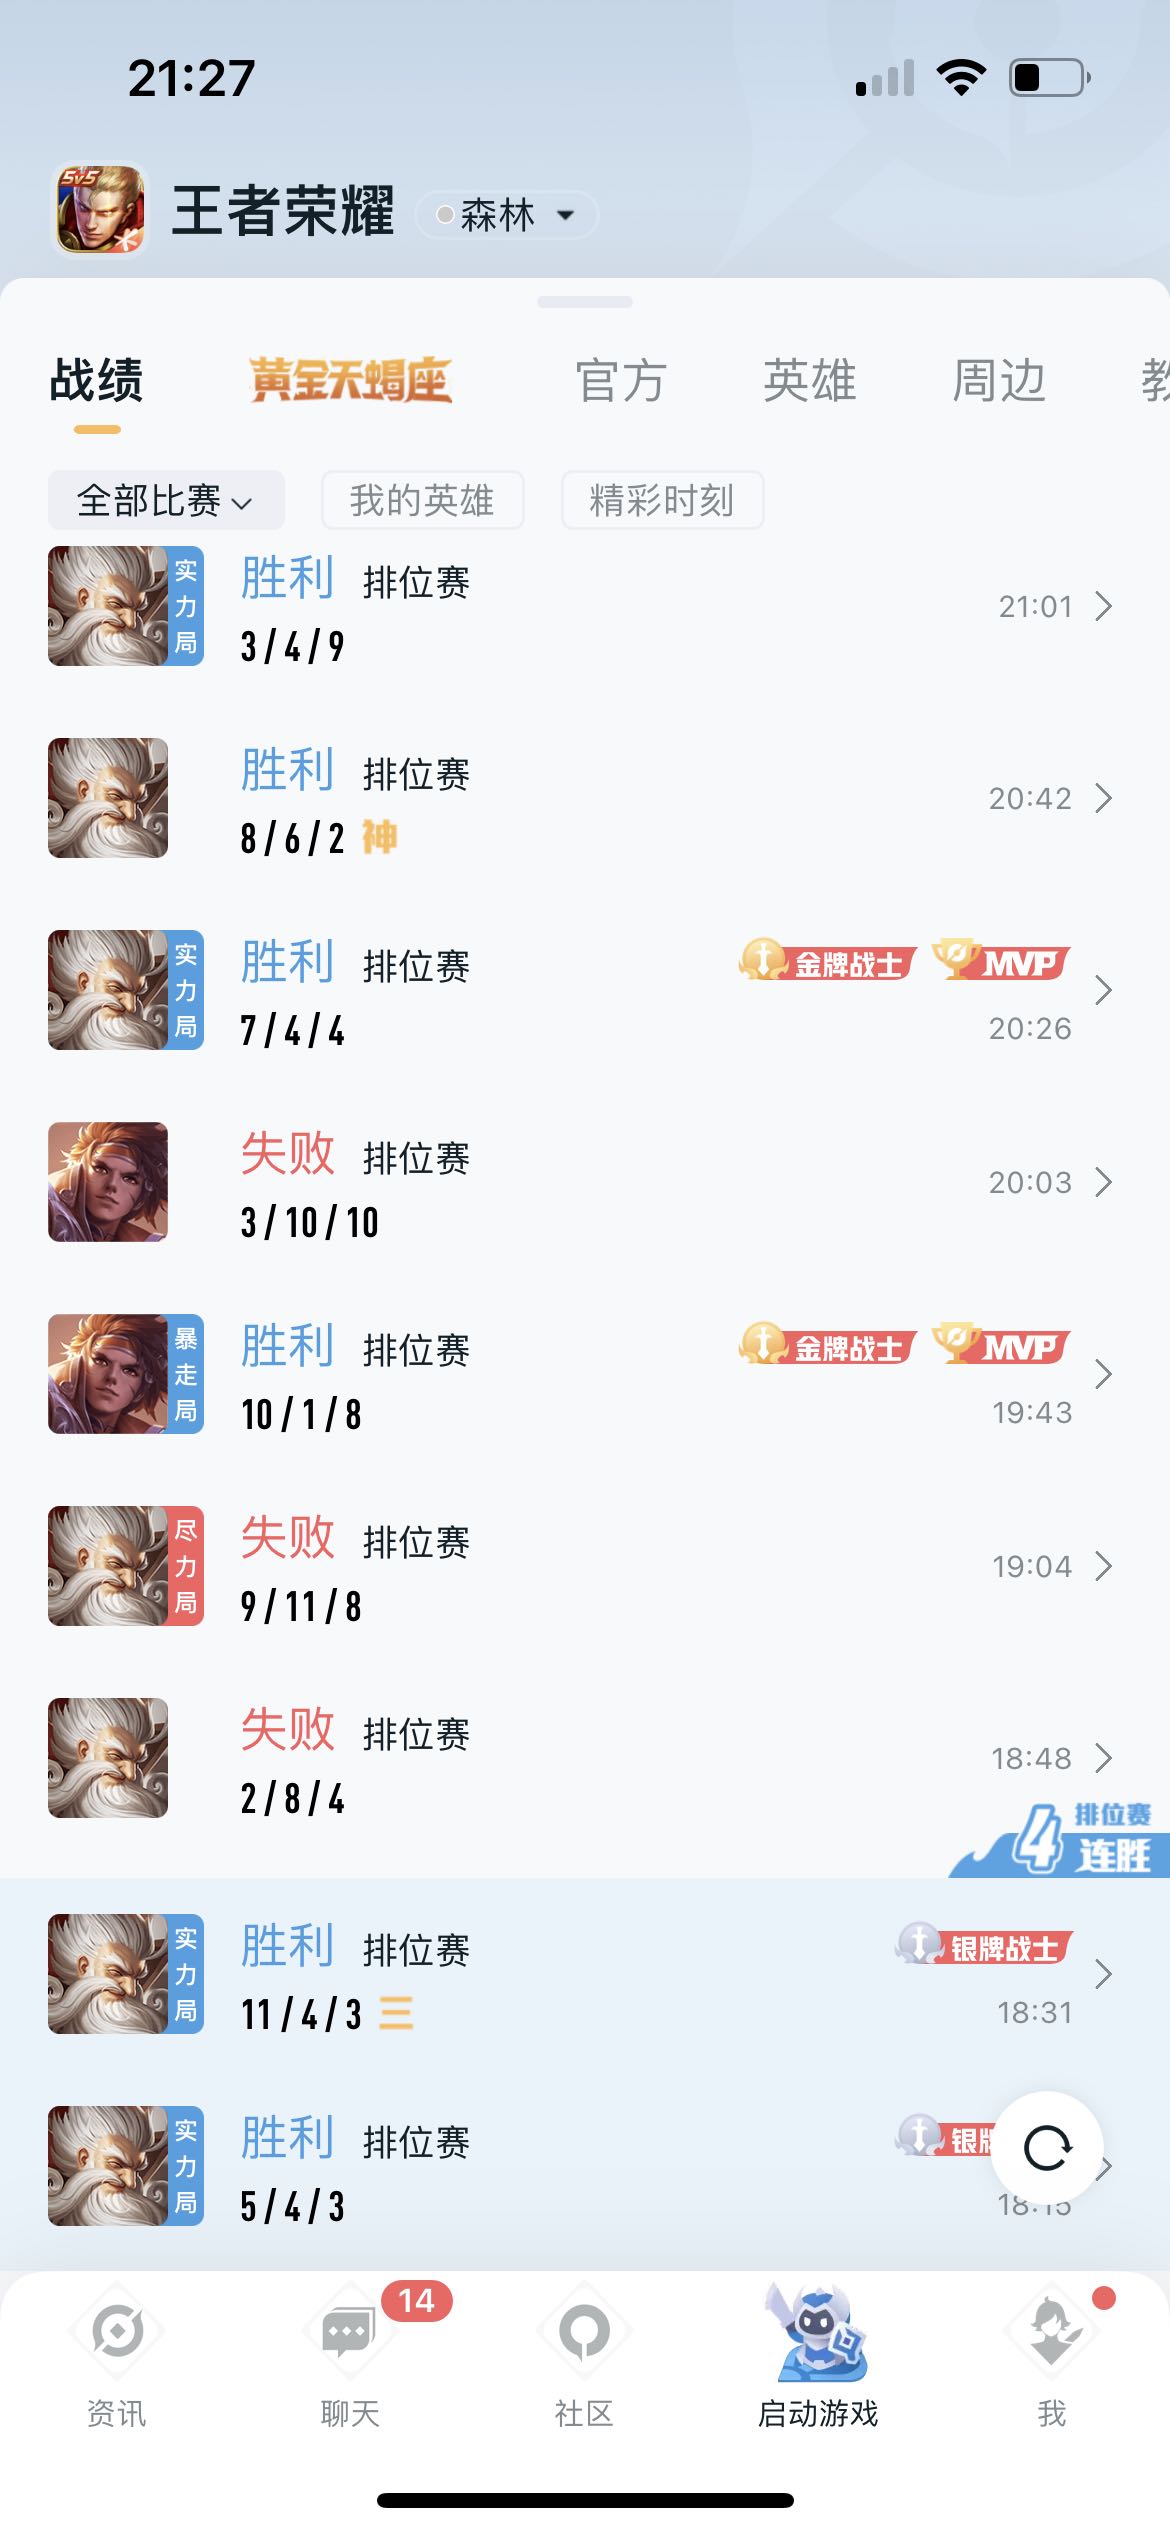 21:27
5v5
王者荣耀 森林
战绩 黄金天蝎座 官方 英雄 周边 教
全部比赛 我的英雄 精彩时刻
实力局 胜利 排位赛
3 / 4 / 9
21:01
胜利 排位赛
8 / 6 / 2 神
20:42
实力局 胜利 排位赛 金牌战士 MVP
7 / 4 / 4
20:26
失败 排位赛
3 / 10 / 10
20:03
暴走局 胜利 排位赛 金牌战士 MVP
10 / 1 / 8
19:43
尽力局 失败 排位赛
9 / 11 / 8
19:04
失败 排位赛
2 / 8 / 4
18:48
4 排位赛
连胜
实力局 胜利 排位赛 银牌战士
11 / 4 / 3 三
18:31
实力局 胜利 排位赛 银牌
5 / 4 / 3
18:15
14
资讯 聊天 社区 启动游戏 我